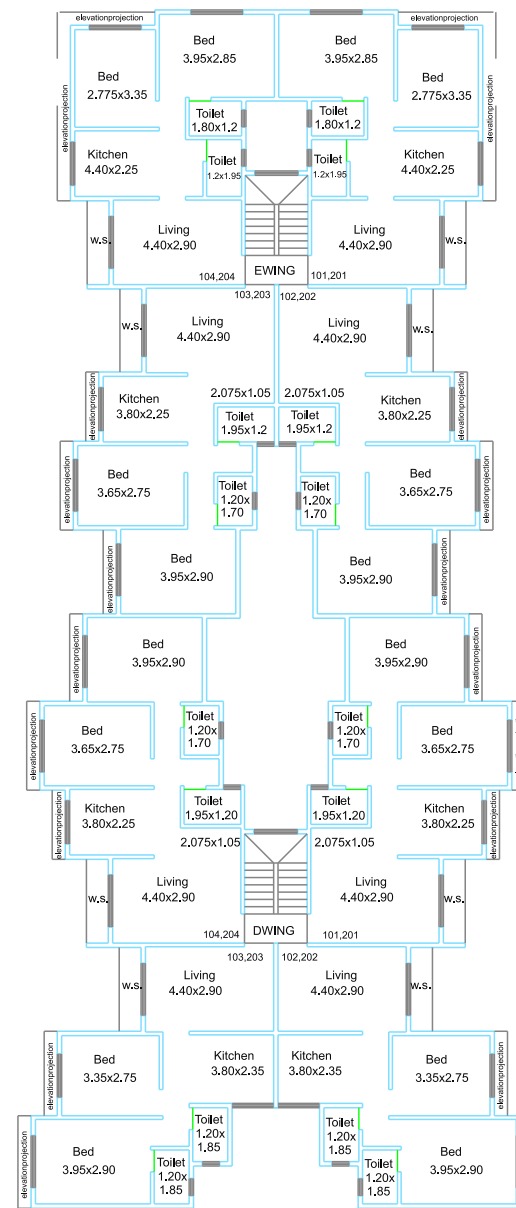 elevationprojection
elevationprojection
Bed
3.95x2.85
Bed
3.95x2.85
Bed
2.775x3.35
Bed
2.775x3.35
elevationprojection
elevationprojection
Toilet
1.80x1.2
Toilet
1.80x1.2
Kitchen
4.40x2.25
Toilet
1.2x1.95
Toilet
1.2x1.95
Kitchen
4.40x2.25
w.s.
Living
4.40x2.90
Living
4.40x2.90
w.s.
104,204
EWING
101,201
103,203
102,202
w.s.
Living
4.40x2.90
Living
4.40x2.90
w.s.
elevationprojection
Kitchen
3.80x2.25
2.075x1.05
2.075x1.05
Kitchen
3.80x2.25
elevationprojection
Toilet
1.95x1.2
Toilet
1.95x1.2
elevationprojection
Bed
3.65x2.75
Toilet
1.20x
1.70
Toilet
1.20x
1.70
Bed
3.65x2.75
elevationprojection
elevationprojection
Bed
3.95x2.90
Bed
3.95x2.90
elevationprojection
elevationprojection
Bed
3.95x2.90
Bed
3.95x2.90
elevationprojection
elevationprojection
Bed
3.65x2.75
Toilet
1.20x
1.70
Toilet
1.20x
1.70
Bed
3.65x2.75
elevationprojection
Kitchen
3.80x2.25
Toilet
1.95x1.20
Toilet
1.95x1.20
Kitchen
3.80x2.25
elevationprojection
2.075x1.05
2.075x1.05
w.s.
Living
4.40x2.90
Living
4.40x2.90
w.s.
104,204
DWING
101,201
103,203
102,202
w.s.
Living
4.40x2.90
Living
4.40x2.90
w.s.
elevationprojection
Bed
3.35x2.75
Kitchen
3.80x2.35
Kitchen
3.80x2.35
Bed
3.35x2.75
elevationprojection
elevationprojection
Bed
3.95x2.90
Toilet
1.20x
1.85
Toilet
1.20x
1.85
Toilet
1.20x
1.85
Toilet
1.20x
1.85
Bed
3.95x2.90